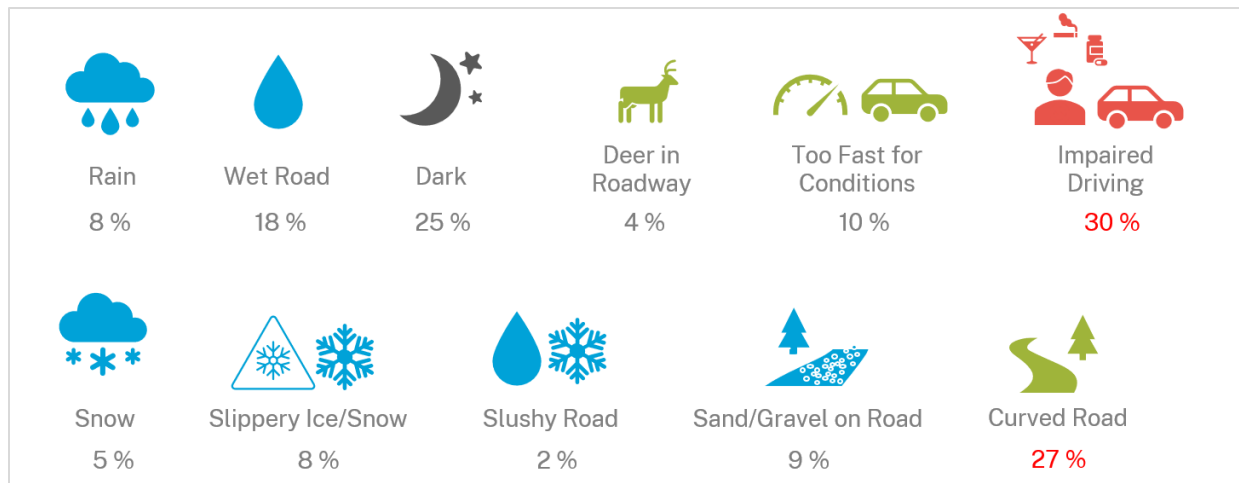 Rain
8 %
Wet Road
18 %
Dark
25 %
Deer in
Roadway
4 %
Too Fast for
Conditions
10 %
Impaired
Driving
30 %
Snow
5 %
Slippery Ice/Snow
8 %
Slushy Road
2 %
Sand/Gravel on Road
9 %
Curved Road
27 %